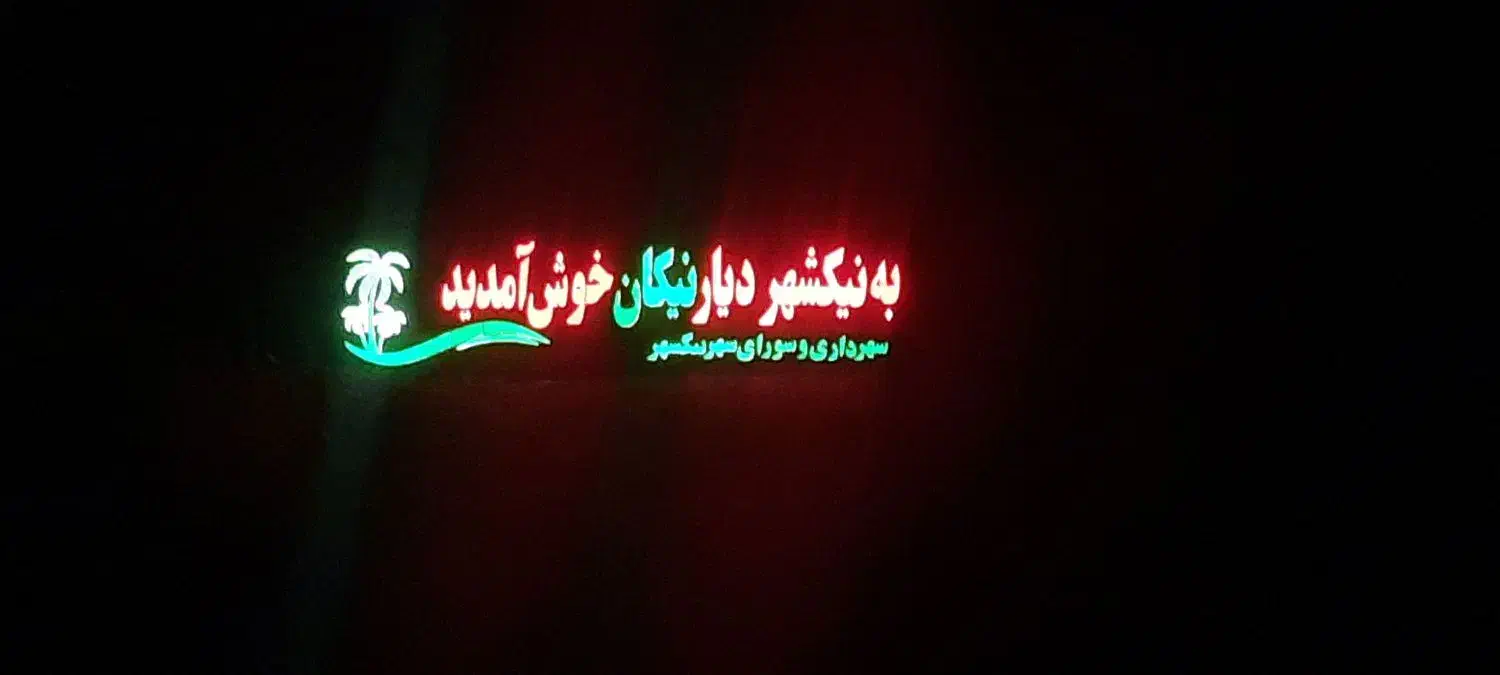 به نیکشهر دیار نیکان خوش آمدید
شهرداری و شورای شهر نیکشهر